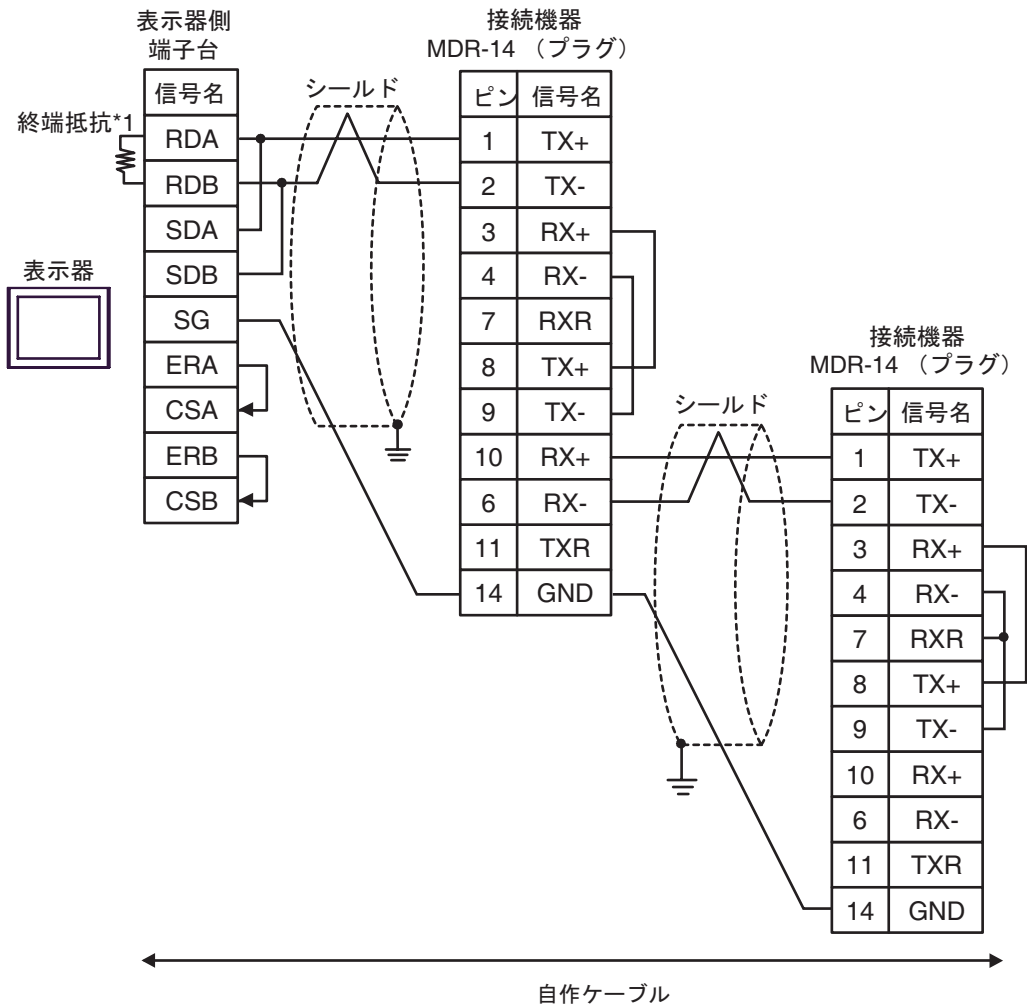 表示器側
端子台
信号名
RDA
RDB
SDA
SDB
SG
ERA
CSA
ERB
CSB
終端抵抗*1
表示器
シールド
接続機器
MDR-14 （プラグ）
ピン 信号名
1 TX+
2 TX-
3 RX+
4 RX-
7 RXR
8 TX+
9 TX-
10 RX+
6 RX-
11 TXR
14 GND
シールド
接続機器
MDR-14 （プラグ）
ピン 信号名
1 TX+
2 TX-
3 RX+
4 RX-
7 RXR
8 TX+
9 TX-
10 RX+
6 RX-
11 TXR
14 GND
自作ケーブル